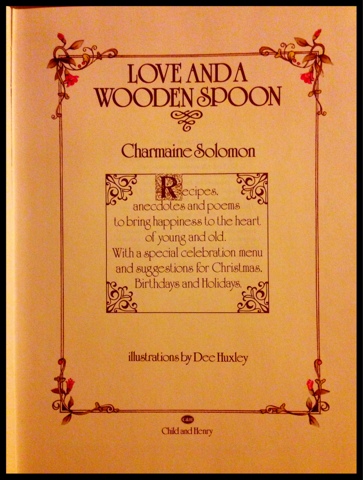 LOVE AND A
WOODEN SPOON
Charmaine Solomon
Recipes,
anecdotes and poems
to bring happiness to the heart
of young and old.
With a special celebration menu
and suggestions for Christmas,
Birthdays and Holidays.
illustrations by Dee Huxley
Child and Henry